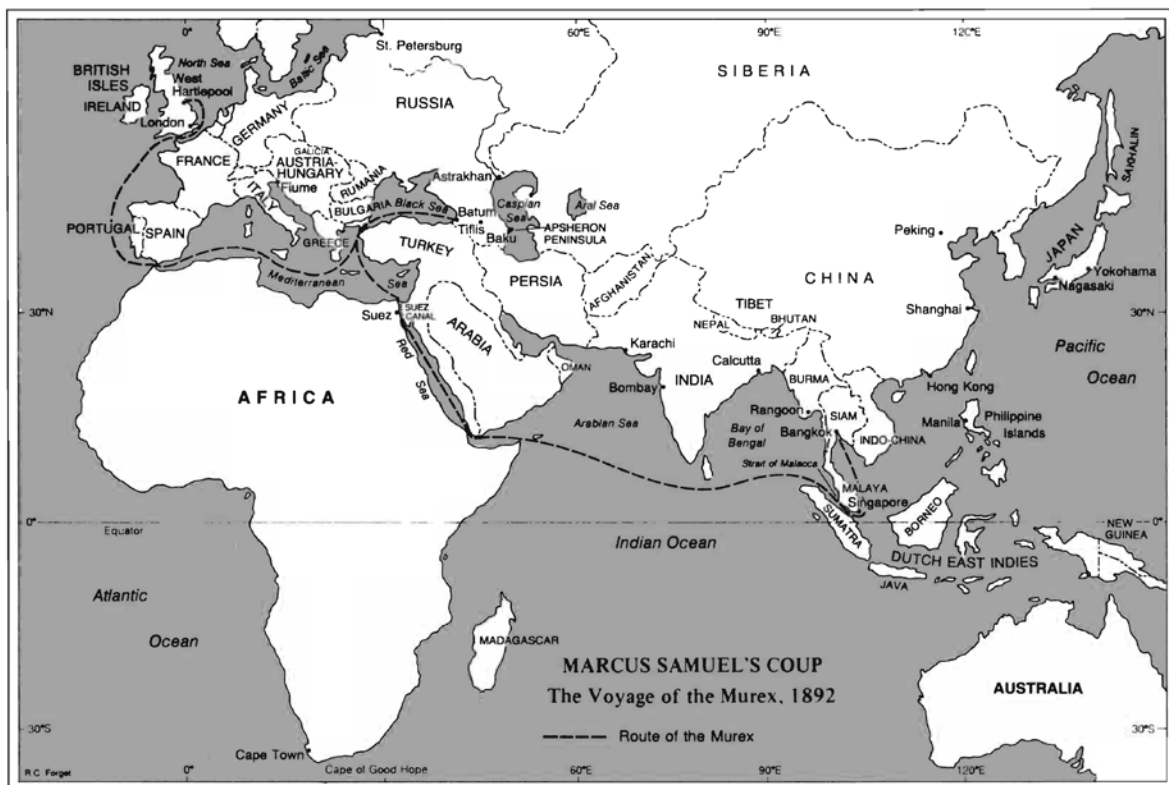 0°
60°E
90°E
120°E
St. Petersburg
SIBERIA
North Sea
Baltic Sea
BRITISH
ISLES
West
Hartlepool
IRELAND
RUSSIA
London
GERMANY
SAKHALIN
GALICIA
FRANCE
AUSTRIA-
HUNGARY
Fiume
RUMANIA
Astrakhan
ITALY
Caspian
Sea
Aral Sea
BULGARIA
Black Sea
Batum
Tiflis
Baku
APSHERON
PENINSULA
PORTUGAL
SPAIN
GREECE
TURKEY
Peking
JAPAN
Yokohama
Nagasaki
CHINA
PERSIA
AFGHANISTAN
Mediterranean
Sea
TIBET
Shanghai
30°N
Suez
SUEZ
CANAL
ARABIA
NEPAL
BHUTAN
30°N
Karachi
Calcutta
Pacific
Ocean
Red
Sea
OMAN
Bombay
INDIA
BURMA
Hong Kong
AFRICA
Rangoon
SIAM
Manila
Philippine
Islands
Arabian Sea
Bay of
Bengal
Bangkok
INDO-CHINA
Strait of Malacca
MALAYA
Singapore
SUMATRA
BORNEO
0°
Equator
0°
NEW
GUINEA
Indian Ocean
DUTCH EAST INDIES
JAVA
Atlantic
Ocean
MADAGASCAR
MARCUS SAMUEL'S COUP
The Voyage of the Murex, 1892
AUSTRALIA
30°S
30°S
Route of the Murex
Cape Town
R.C. Forget
0°
Cape of Good Hope
60°E
90°E
120°E